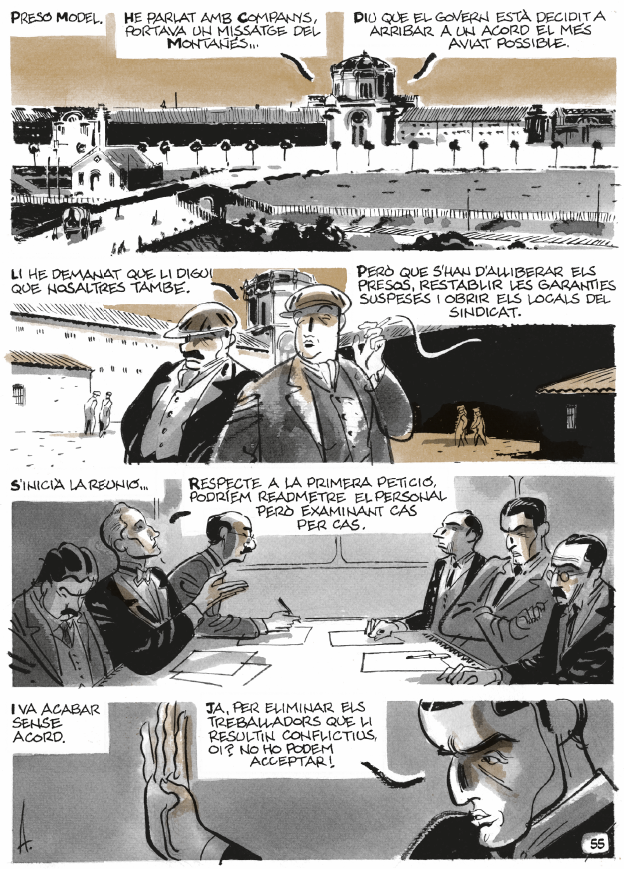 PRESÓ MODEL.
HE PARLAT AMB COMPANYS,
PORTAVA UN MISSATGE DEL
MONTAÑÉS...
DIU QUE EL GOVERN ESTÀ DECIDIT A
ARRIBAR A UN ACORD EL MÉS
AVIAT POSSIBLE.
LI HE DEMANAT QUE LI DIGUI
QUE NOSALTRES TAMBÉ.
PERÒ QUE S'HAN D'ALLIBERAR ELS
PRESOS, RESTABLIR LES GARANTIES
SUSPESES I OBRIR ELS LOCALS DEL
SINDICAT.
S'INICIÀ LA REUNIÓ...
RESPECTE A LA PRIMERA PETICIÓ,
PODRÍEM READMETRE EL PERSONAL
PERÒ EXAMINANT CAS
PER CAS.
I VA ACABAR
SENSE
ACORD.
JA, PER ELIMINAR ELS
TREBALLADORS QUE LI
RESULTIN CONFLICTIUS,
OI? NO HO PODEM
ACCEPTAR!
A.
55